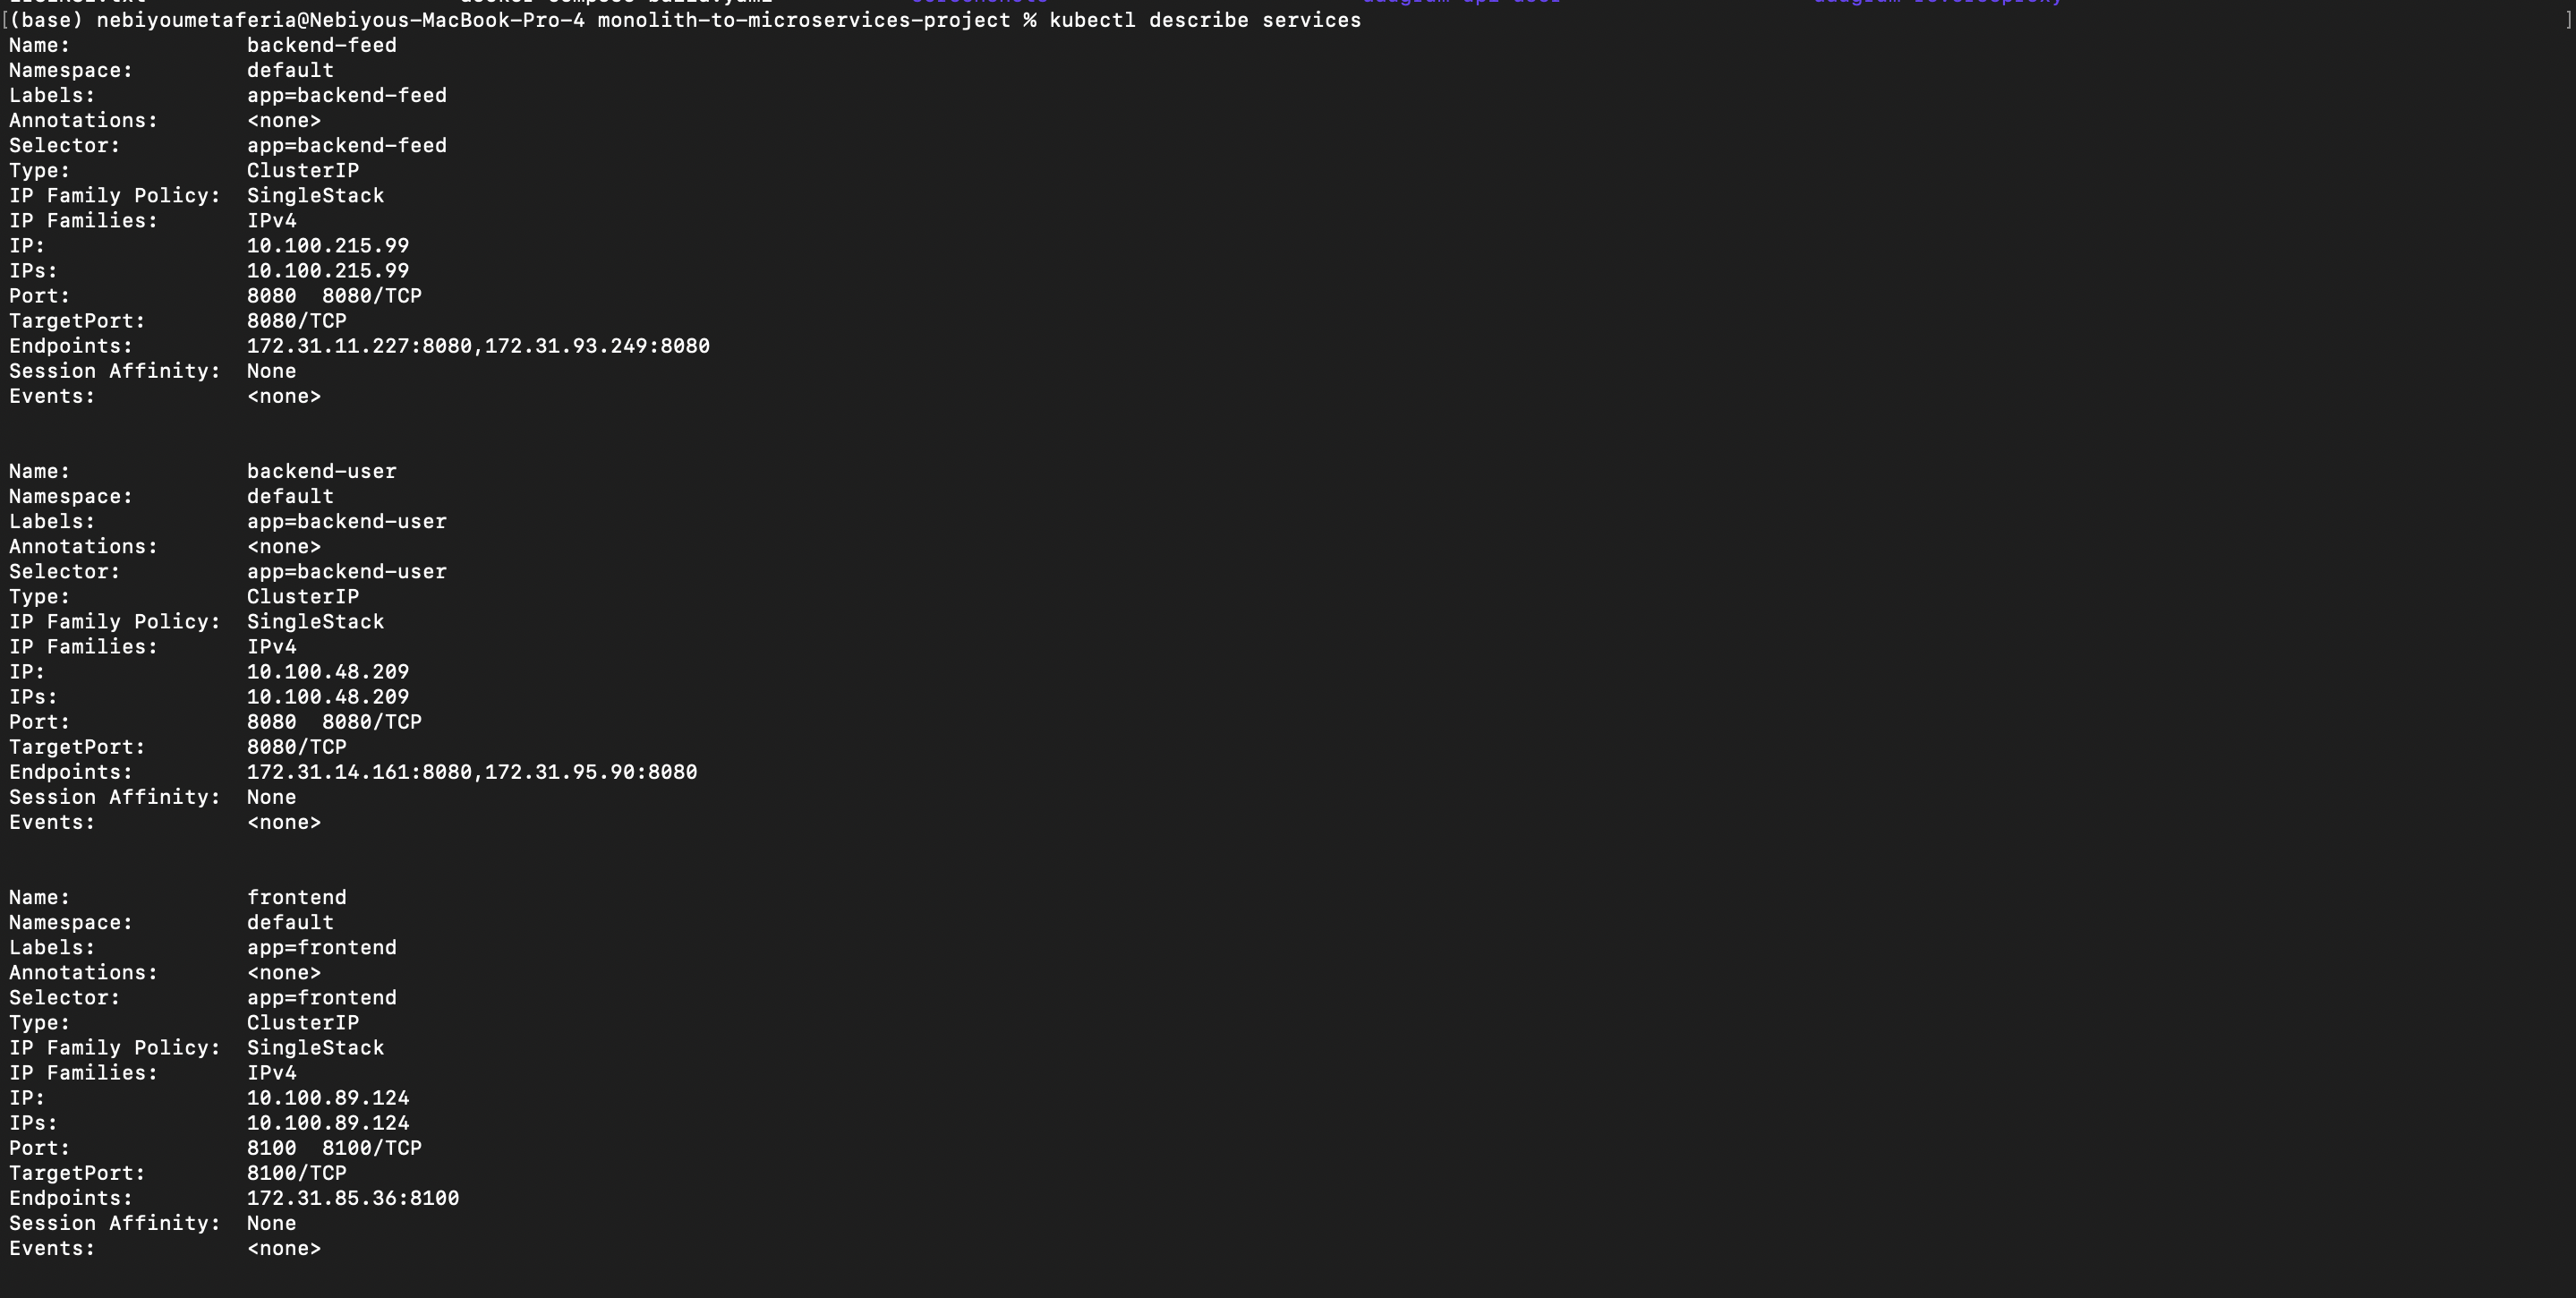 [(base) nebiyoumetaferia@Nebiyous-MacBook-Pro-4 monolith-to-microservices-project % kubectl describe services ]
Name: backend-feed
Namespace: default
Labels: app=backend-feed
Annotations: <none>
Selector: app=backend-feed
Type: ClusterIP
IP Family Policy: SingleStack
IP Families: IPv4
IP: 10.100.215.99
IPs: 10.100.215.99
Port: 8080 8080/TCP
TargetPort: 8080/TCP
Endpoints: 172.31.11.227:8080,172.31.93.249:8080
Session Affinity: None
Events: <none>
Name: backend-user
Namespace: default
Labels: app=backend-user
Annotations: <none>
Selector: app=backend-user
Type: ClusterIP
IP Family Policy: SingleStack
IP Families: IPv4
IP: 10.100.48.209
IPs: 10.100.48.209
Port: 8080 8080/TCP
TargetPort: 8080/TCP
Endpoints: 172.31.14.161:8080,172.31.95.90:8080
Session Affinity: None
Events: <none>
Name: frontend
Namespace: default
Labels: app=frontend
Annotations: <none>
Selector: app=frontend
Type: ClusterIP
IP Family Policy: SingleStack
IP Families: IPv4
IP: 10.100.89.124
IPs: 10.100.89.124
Port: 8100 8100/TCP
TargetPort: 8100/TCP
Endpoints: 172.31.85.36:8100
Session Affinity: None
Events: <none>